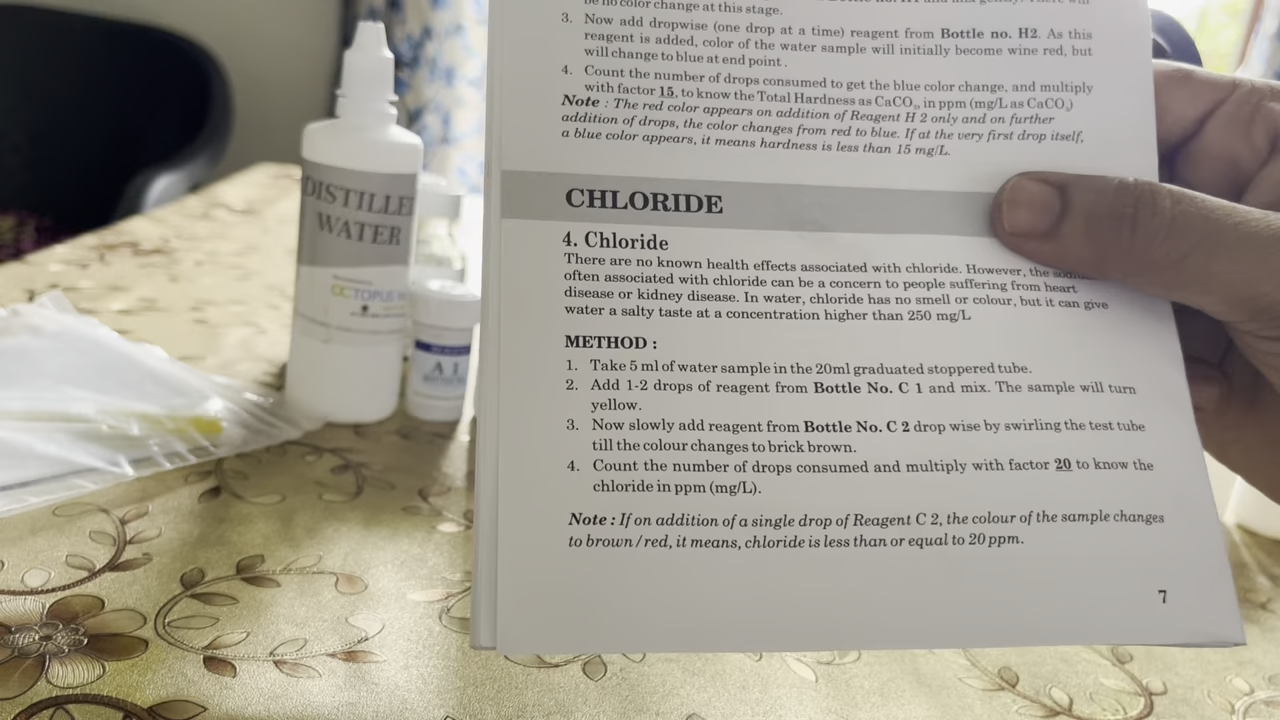 be no color change at this stage.
3. Now add dropwise (one drop at a time) reagent from Bottle no. H2. As this
reagent is added, color of the water sample will initially become wine red, but
will change to blue at end point.
4. Count the number of drops consumed to get the blue color change, and multiply
with factor 15, to know the Total Hardness as CaCO₃, in ppm (mg/L as CaCO₃)
Note : The red color appears on addition of Reagent H 2 only and on further
addition of drops, the color changes from red to blue. If at the very first drop itself,
a blue color appears, it means hardness is less than 15 mg/L.
CHLORIDE
4. Chloride
There are no known health effects associated with chloride. However, the
often associated with chloride can be a concern to people suffering from heart
disease or kidney disease. In water, chloride has no smell or colour, but it can give
water a salty taste at a concentration higher than 250 mg/L
METHOD :
1. Take 5 ml of water sample in the 20ml graduated stoppered tube.
2. Add 1-2 drops of reagent from Bottle No. C 1 and mix. The sample will turn
yellow.
3. Now slowly add reagent from Bottle No. C 2 drop wise by swirling the test tube
till the colour changes to brick brown.
4. Count the number of drops consumed and multiply with factor 20 to know the
chloride in ppm (mg/L).
Note : If on addition of a single drop of Reagent C 2, the colour of the sample changes
to brown/red, it means, chloride is less than or equal to 20 ppm.
7
DISTILLE
WATER
OCTOPUS
A 1